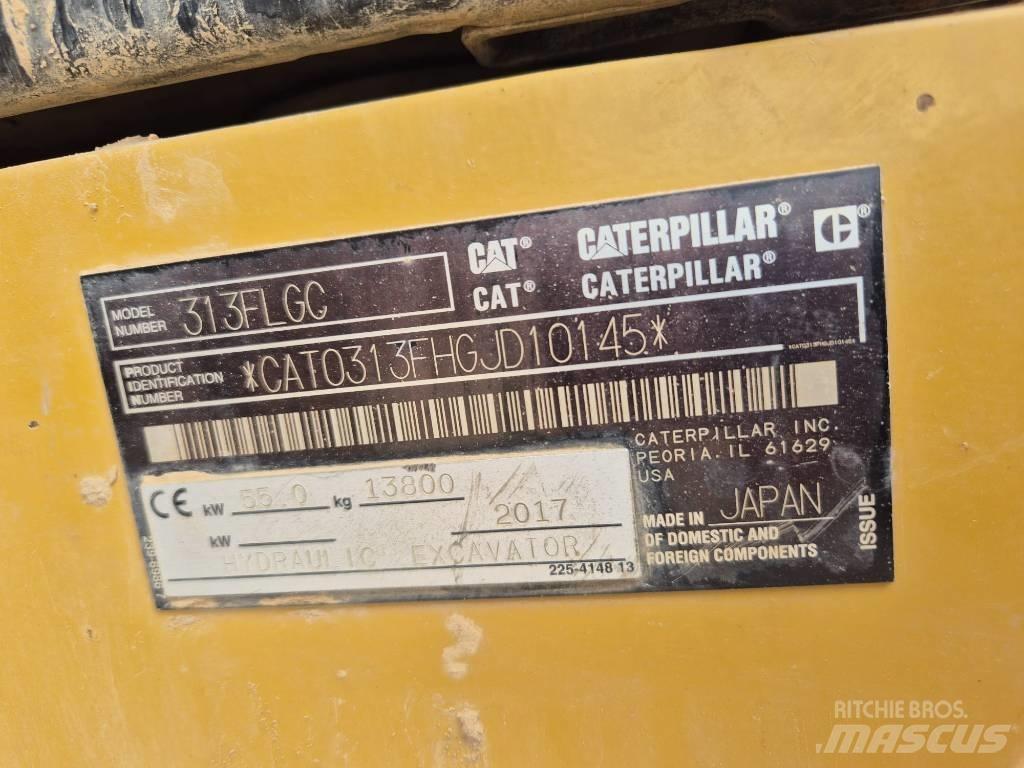 MODEL NUMBER 313FLGC
CAT® CATERPILLAR® ®
CAT® CATERPILLAR®
PRODUCT IDENTIFICATION NUMBER *CAT0313FHGJD10145*
*CAT0313FHGJD10145*
CATERPILLAR INC.
PEORIA. IL 61629
USA
CE kW 55.0 kg 13800
2017
kW
HYDRAULIC EXCAVATOR
225-4148 13
MADE IN JAPAN
OF DOMESTIC AND
FOREIGN COMPONENTS
ISSUE
RITCHIE BROS.
MASCUS